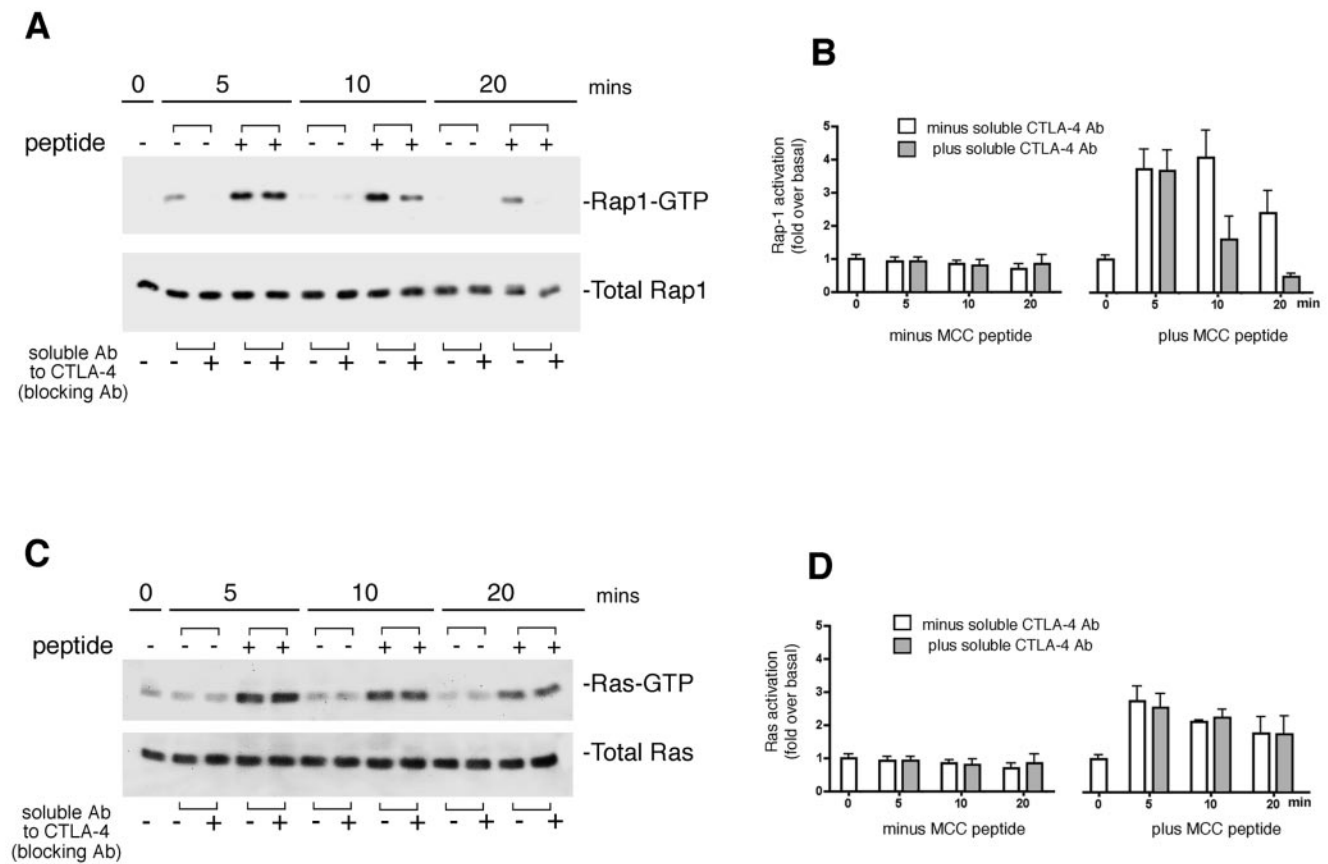 A
0 5 10 20 mins
peptide - - - + + - - + + - - + +
-Rap1-GTP
-Total Rap1
soluble Ab
to CTLA-4
(blocking Ab)
- - + - + - + - + - + - +
B
minus soluble CTLA-4 Ab
plus soluble CTLA-4 Ab
Rap-1 activation
(fold over basal)
5
4
3
2
1
0
0 5 10 20 0 5 10 20 min
minus MCC peptide plus MCC peptide
C
0 5 10 20 mins
peptide - - - + + - - + + - - + +
-Ras-GTP
-Total Ras
soluble Ab
to CTLA-4
(blocking Ab)
- - + - + - + - + - + - +
D
minus soluble CTLA-4 Ab
plus soluble CTLA-4 Ab
Ras activation
(fold over basal)
5
4
3
2
1
0
0 5 10 20 0 5 10 20 min
minus MCC peptide plus MCC peptide